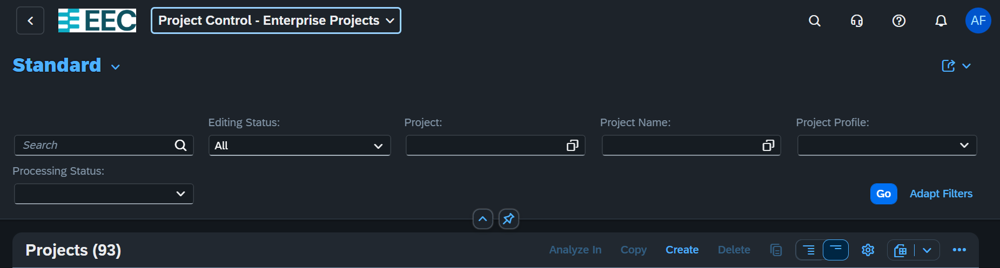 EEC Project Control - Enterprise Projects AF
Standard
Editing Status: Project: Project Name: Project Profile:
Search All
Processing Status:
Go Adapt Filters
Projects (93) Analyze In Copy Create Delete